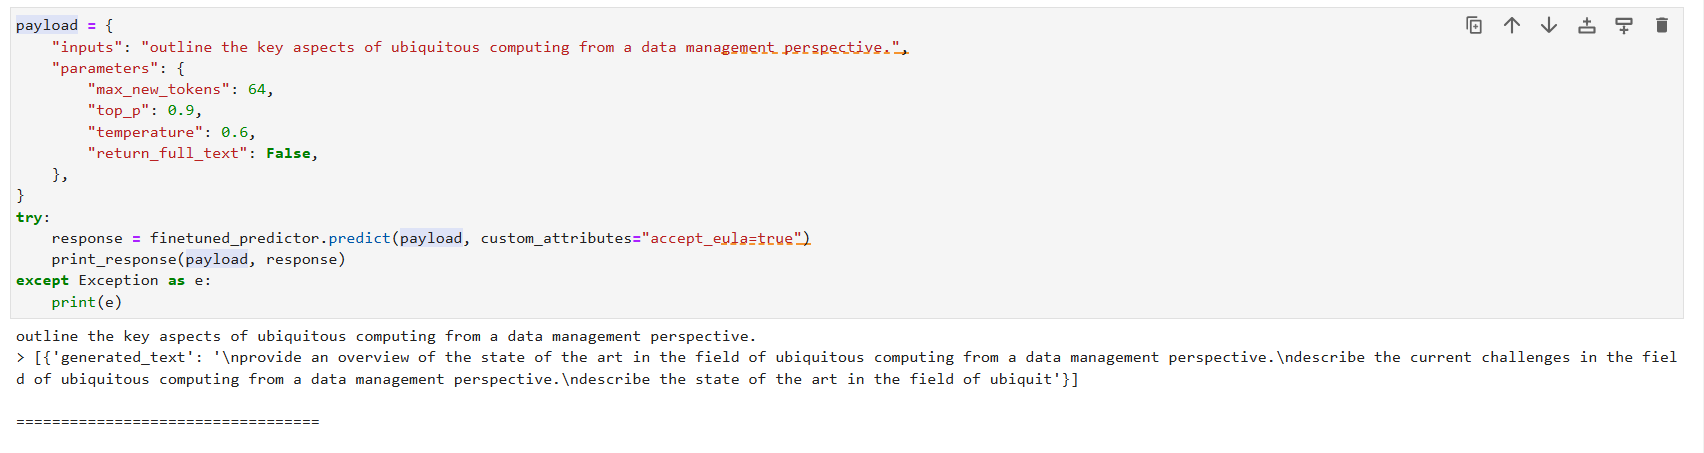 payload = {
    "inputs": "outline the key aspects of ubiquitous computing from a data management perspective.",
    "parameters": {
        "max_new_tokens": 64,
        "top_p": 0.9,
        "temperature": 0.6,
        "return_full_text": False,
    },
}
try:
    response = finetuned_predictor.predict(payload, custom_attributes="accept_eula=true")
    print_response(payload, response)
except Exception as e:
    print(e)
outline the key aspects of ubiquitous computing from a data management perspective.
> [{'generated_text': '\nprovide an overview of the state of the art in the field of ubiquitous computing from a data management perspective.\ndescribe the current challenges in the fiel
d of ubiquitous computing from a data management perspective.\ndescribe the state of the art in the field of ubiquit'}]
==================================